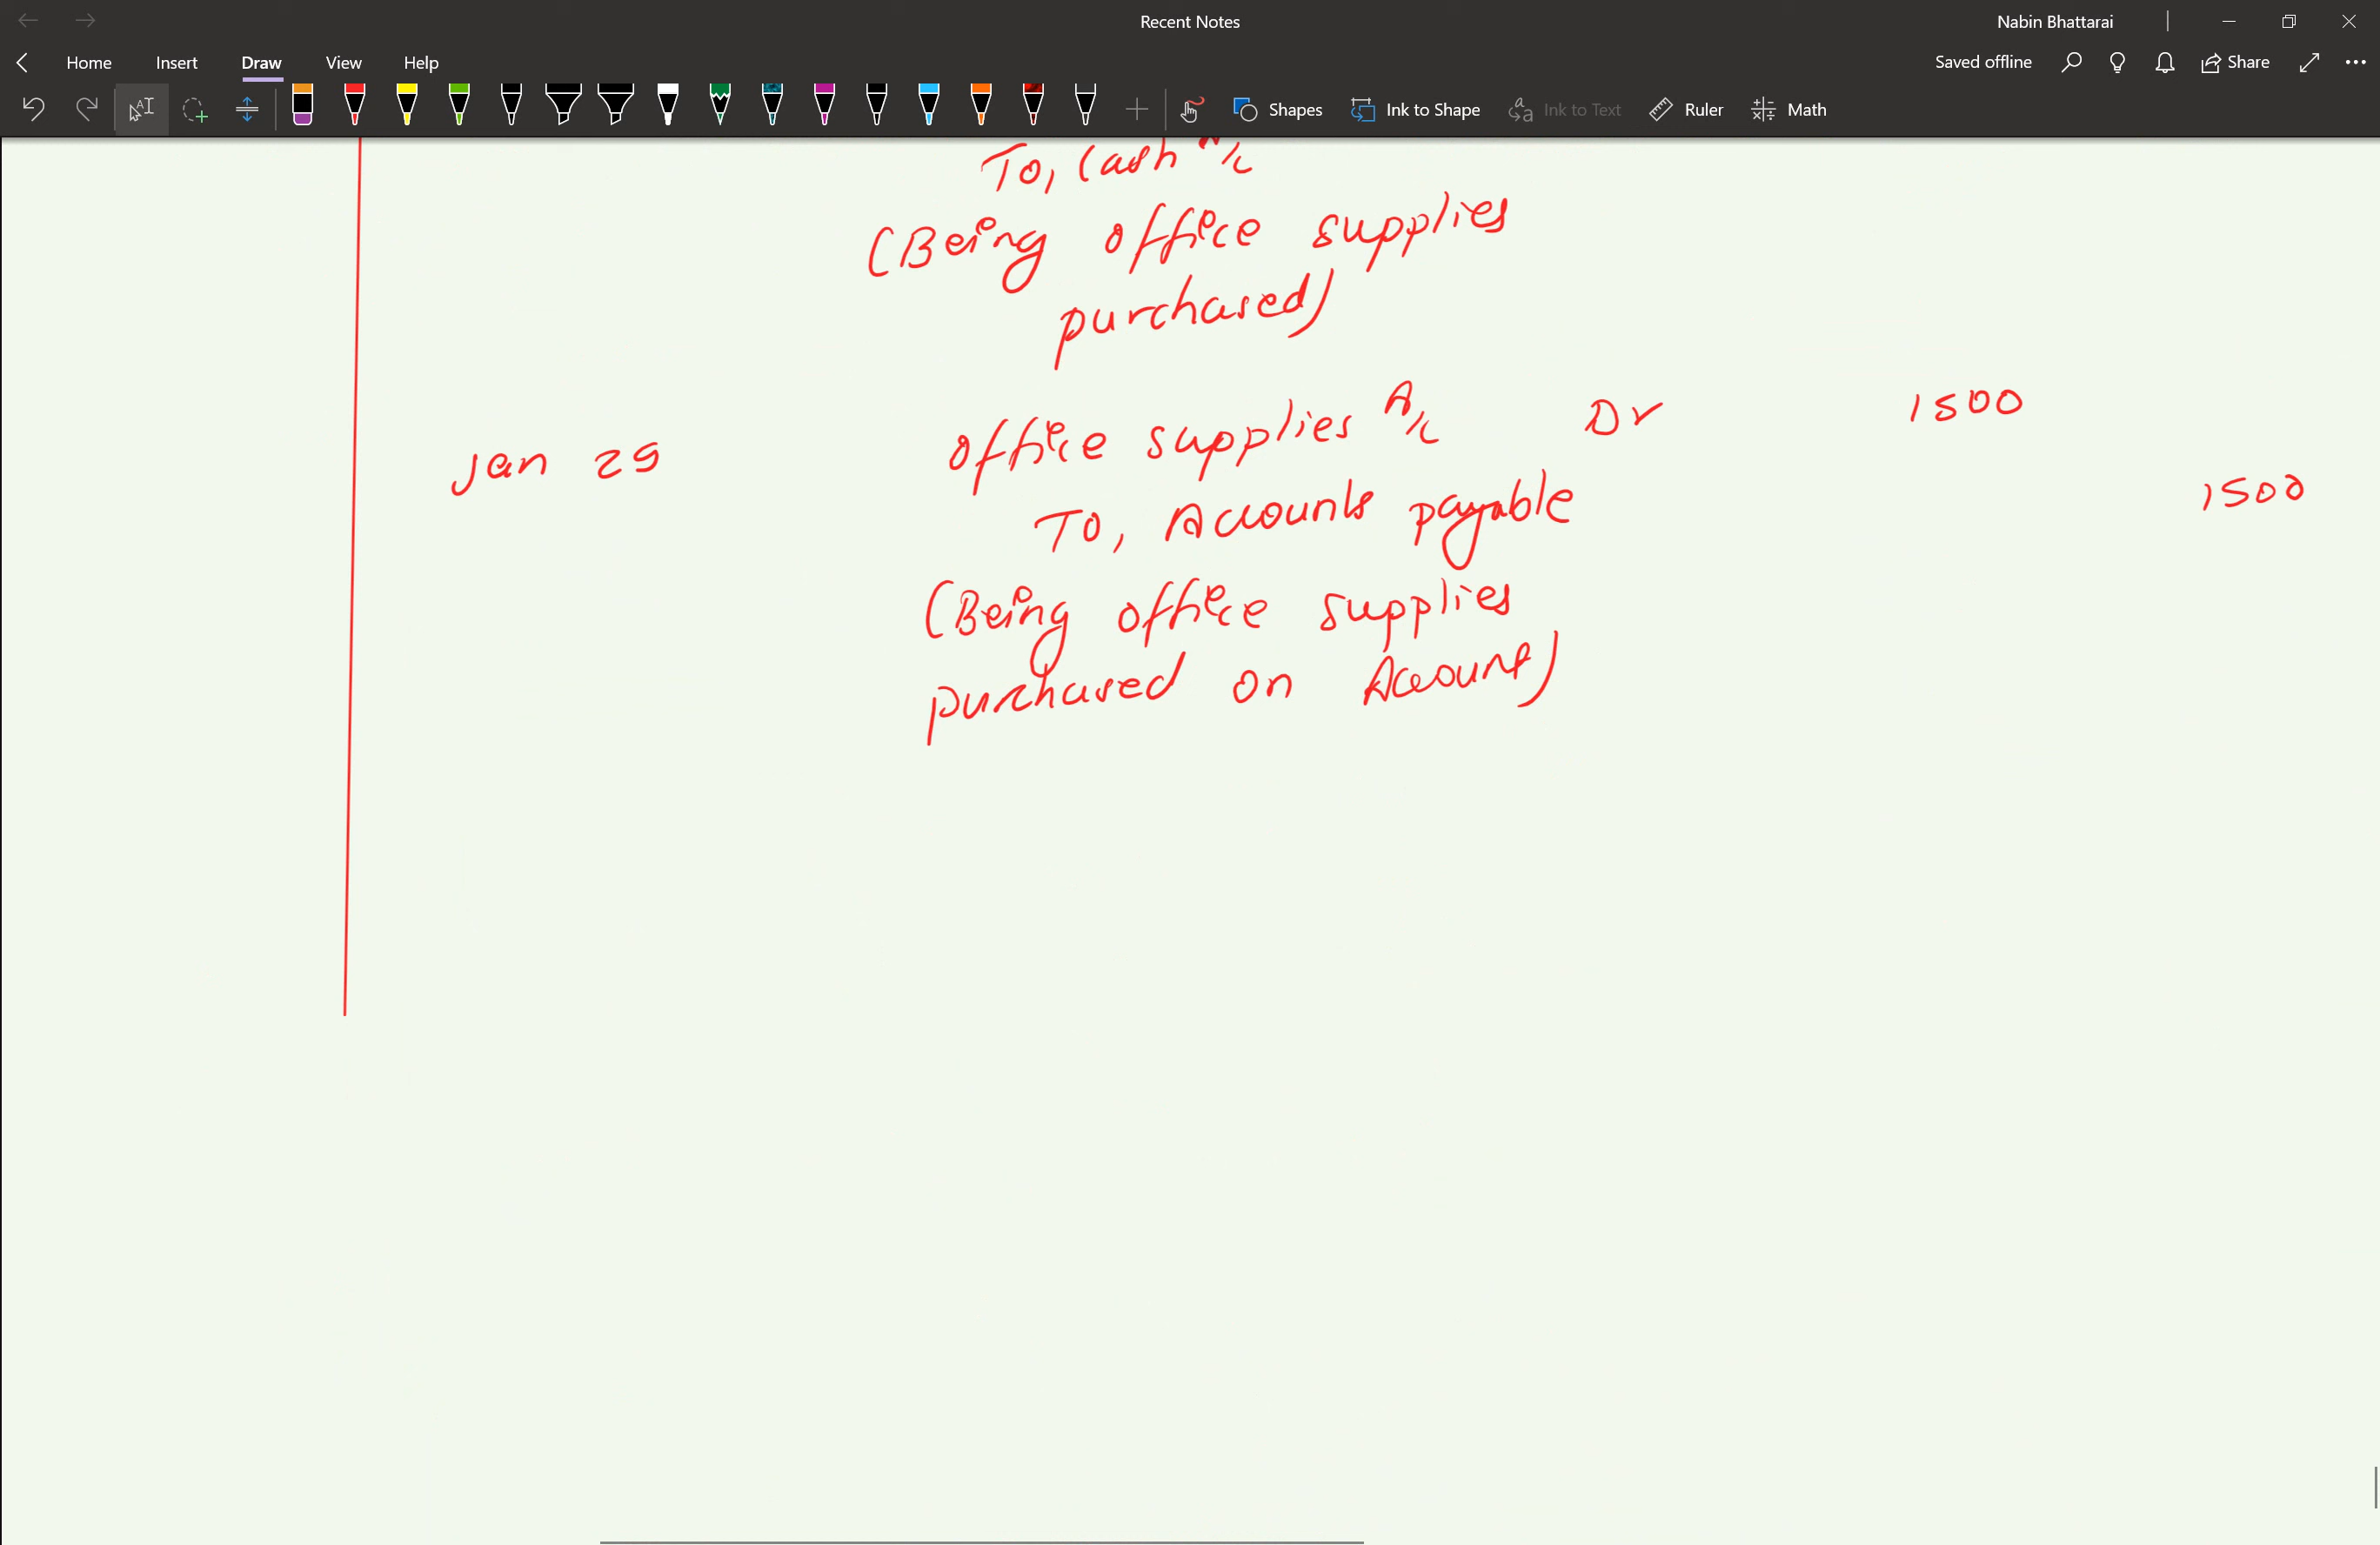 Recent Notes
Nabin Bhattarai
Home Insert Draw View Help
Saved offline
Share
Shapes Ink to Shape Ink to Text Ruler Math
To, Cash A/c
(Being office supplies
purchased)
Jan 29 office supplies A/c Dr 1500
To, Accounts payable 1500
(Being office supplies
purchased on Account)